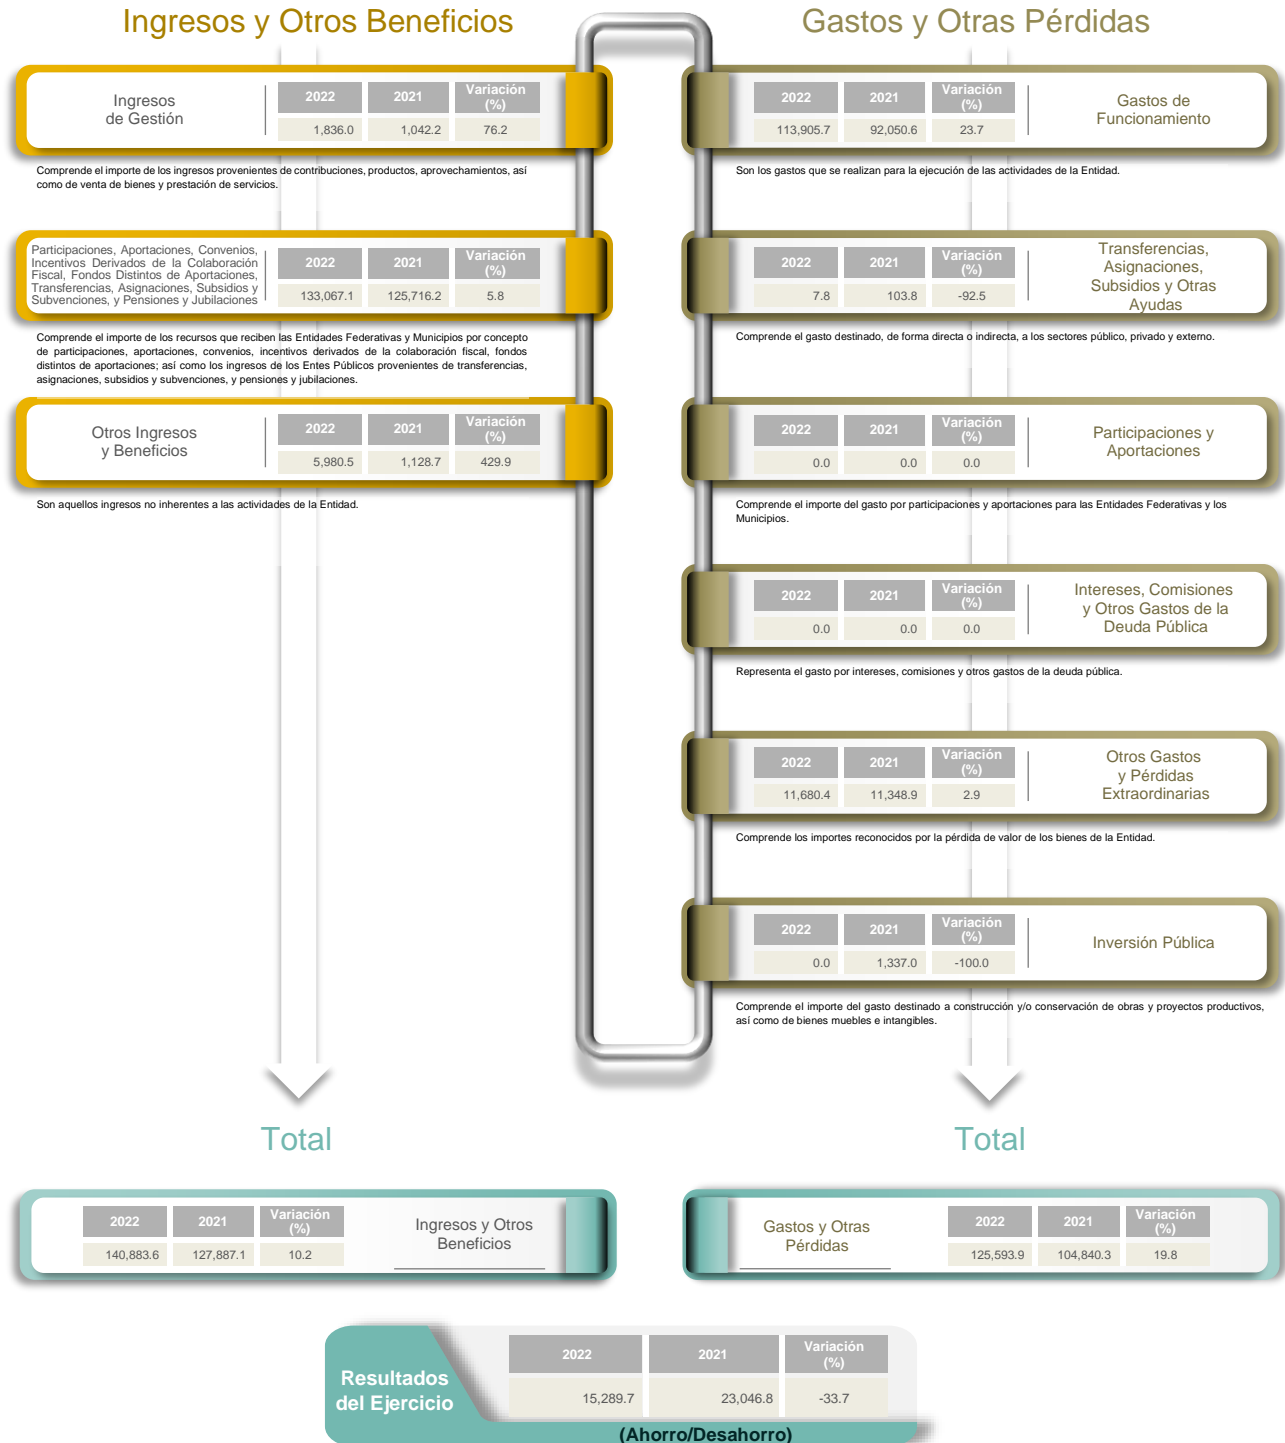 Ingresos y Otros Beneficios
Ingresos
de Gestión
2022 2021 Variación
(%)
1,836.0 1,042.2 76.2
Comprende el importe de los ingresos provenientes de contribuciones, productos, aprovechamientos, así
como de venta de bienes y prestación de servicios.
Participaciones, Aportaciones, Convenios,
Incentivos Derivados de la Colaboración
Fiscal, Fondos Distintos de Aportaciones,
Transferencias, Asignaciones, Subsidios y
Subvenciones, y Pensiones y Jubilaciones
2022 2021 Variación
(%)
133,067.1 125,716.2 5.8
Comprende el importe de los recursos que reciben las Entidades Federativas y Municipios por concepto
de participaciones, aportaciones, convenios, incentivos derivados de la colaboración fiscal, fondos
distintos de aportaciones; así como los ingresos de los Entes Públicos provenientes de transferencias,
asignaciones, subsidios y subvenciones, y pensiones y jubilaciones.
Otros Ingresos
y Beneficios
2022 2021 Variación
(%)
5,980.5 1,128.7 429.9
Son aquellos ingresos no inherentes a las actividades de la Entidad.
Gastos y Otras Pérdidas
2022 2021 Variación
(%)
113,905.7 92,050.6 23.7
Gastos de
Funcionamiento
Son los gastos que se realizan para la ejecución de las actividades de la Entidad.
2022 2021 Variación
(%)
7.8 103.8 -92.5
Transferencias,
Asignaciones,
Subsidios y Otras
Ayudas
Comprende el gasto destinado, de forma directa o indirecta, a los sectores público, privado y externo.
2022 2021 Variación
(%)
0.0 0.0 0.0
Participaciones y
Aportaciones
Comprende el importe del gasto por participaciones y aportaciones para las Entidades Federativas y los
Municipios.
2022 2021 Variación
(%)
0.0 0.0 0.0
Intereses, Comisiones
y Otros Gastos de la
Deuda Pública
Representa el gasto por intereses, comisiones y otros gastos de la deuda pública.
2022 2021 Variación
(%)
11,680.4 11,348.9 2.9
Otros Gastos
y Pérdidas
Extraordinarias
Comprende los importes reconocidos por la pérdida de valor de los bienes de la Entidad.
2022 2021 Variación
(%)
0.0 1,337.0 -100.0
Inversión Pública
Comprende el importe del gasto destinado a construcción y/o conservación de obras y proyectos productivos,
así como de bienes muebles e intangibles.
Total
2022 2021 Variación
(%)
140,883.6 127,887.1 10.2
Ingresos y Otros
Beneficios
Total
Gastos y Otras
Pérdidas
2022 2021 Variación
(%)
125,593.9 104,840.3 19.8
Resultados
del Ejercicio
2022 2021 Variación
(%)
15,289.7 23,046.8 -33.7
(Ahorro/Desahorro)